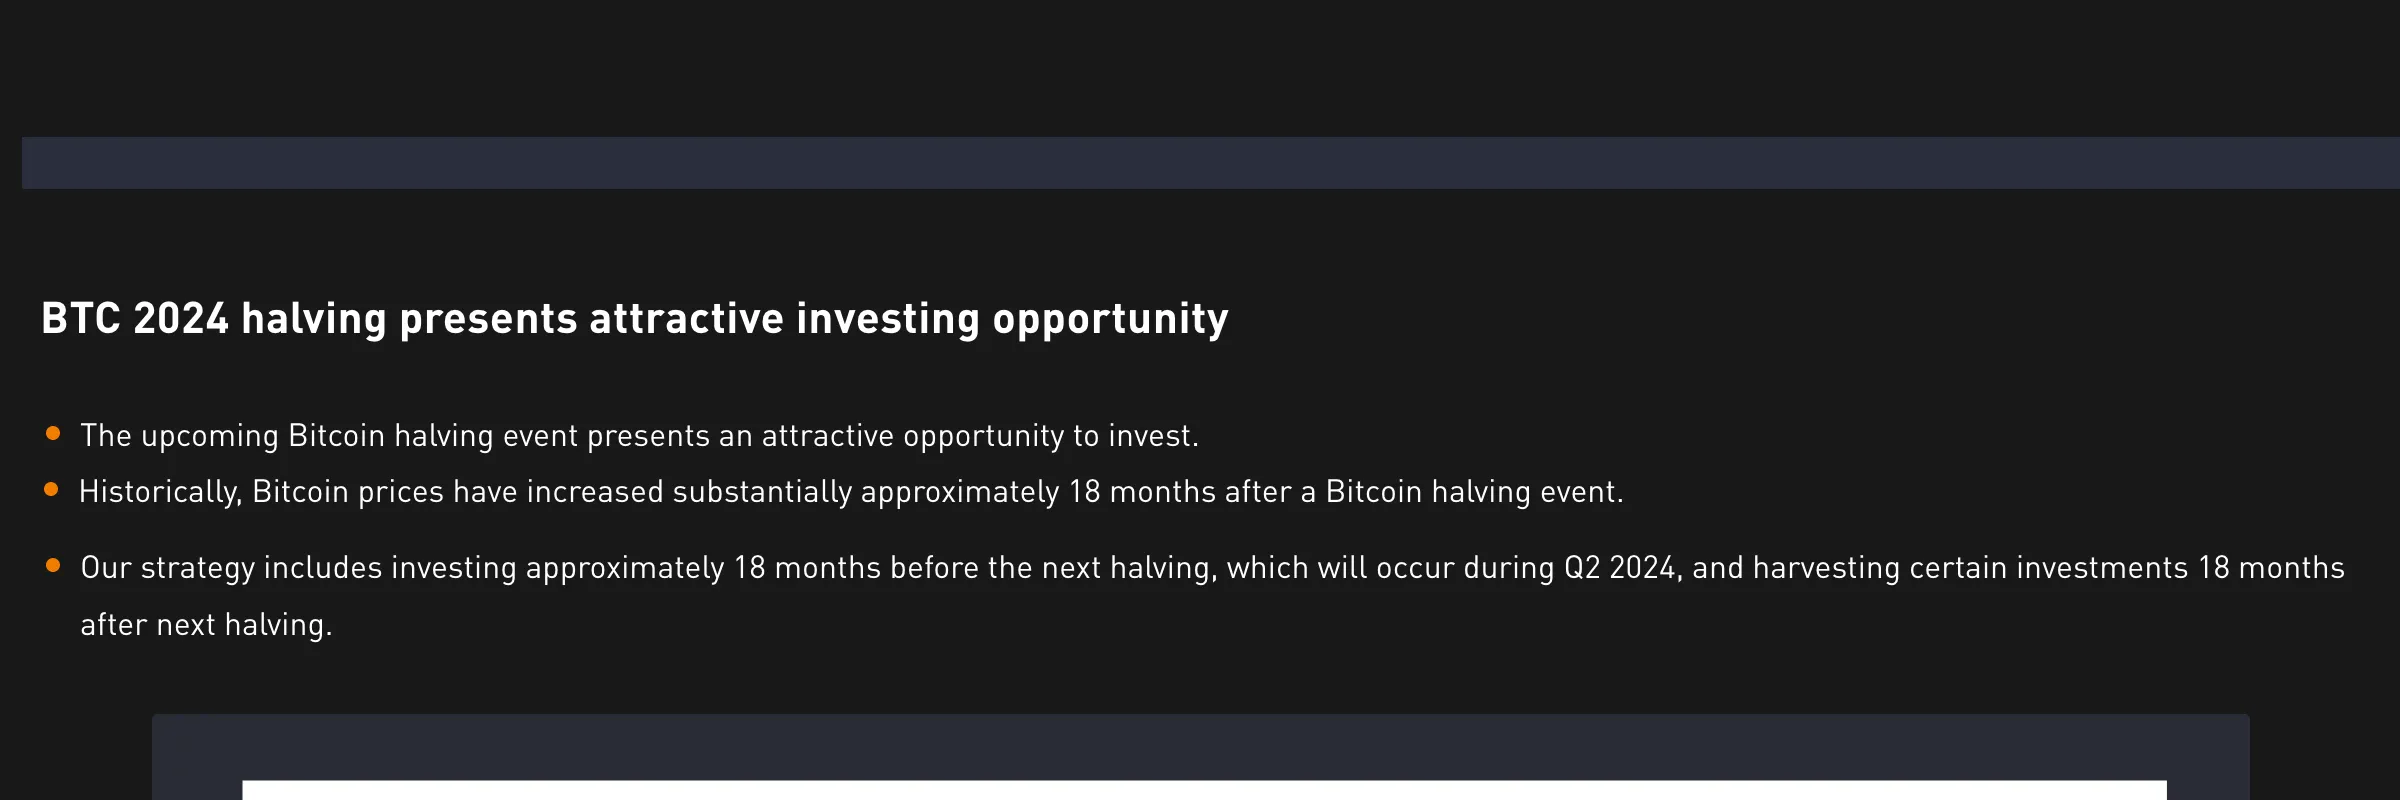 BTC 2024 halving presents attractive investing opportunity
The upcoming Bitcoin halving event presents an attractive opportunity to invest.
Historically, Bitcoin prices have increased substantially approximately 18 months after a Bitcoin halving event.
Our strategy includes investing approximately 18 months before the next halving, which will occur during Q2 2024, and harvesting certain investments 18 months
after next halving.